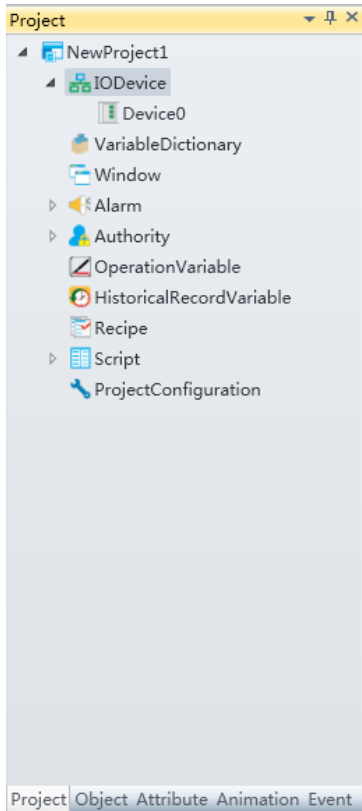 Project
NewProject1
IODevice
Device0
VariableDictionary
Window
Alarm
Authority
OperationVariable
HistoricalRecordVariable
Recipe
Script
ProjectConfiguration
Project Object Attribute Animation Event